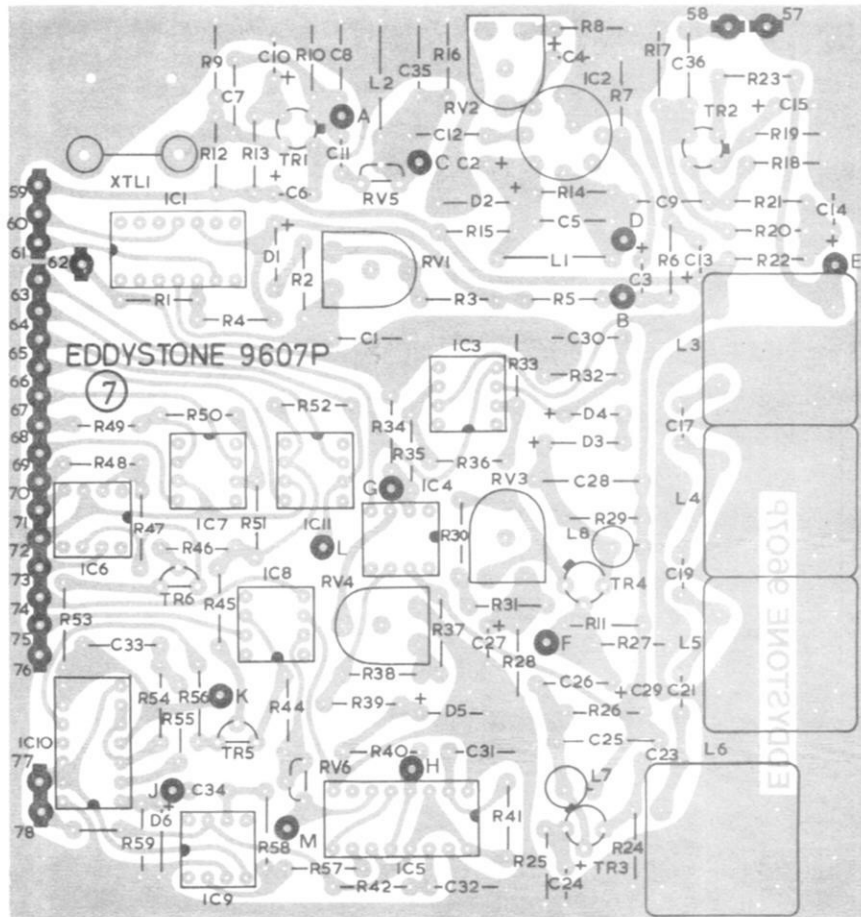 58 57
R9 C10 R10 C8 R16 R8
L2 C35 C4 IC2 R17 C36 R23
C7 RV2 R7 TR2 C15
A
R12 R13 TR1 C11 C12 R19
C C2 R18
XTL1 RV5
59 IC1 C6 D2 R14 C9 R21 C14
60 C5 D
61 R15 R20
62 D1 R2 RV1 L1 C3 R6 C13 R22 E
63 R1 R3 R5
R4 B
64
EDDYSTONE 9607P C1 IC3 R33 C30 L3
65
7 R32
66
67 R50 R52 R34 D4
R49 C17
68 R35 D3
69 R48 R36
70 G IC4 RV3 C28 L4
71 R47 IC7 R51 IC11 R30 L8 R29
72 R46 L
IC6 IC8 RV4 C19
73 TR6 TR4
R45
74 R53 R31
R37 R11
75 C33 C27 F R27 L5
76 R28
R54 R56 K R38 C26 C29 C21
R55 R44 R39 D5 R26
IC10 TR5 R40 C31 C25 C23 L6
77 RV6 H
J C34 L7
D6 R41
78 M
R59 R58 R25 R24
R57 IC5 TR3
IC9 R42 C32 C24
EDDYSTONE 9607P